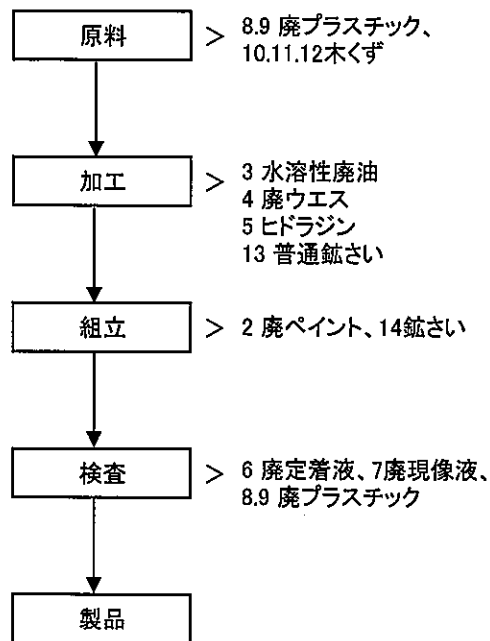 原料
> 8.9 廃プラスチック、
10.11.12木くず
加工
> 3 水溶性廃油
4 廃ウエス
5 ヒドラジン
13 普通鉱さい
組立
> 2 廃ペイント、14鉱さい
検査
> 6 廃定着液、7廃現像液、
8.9 廃プラスチック
製品